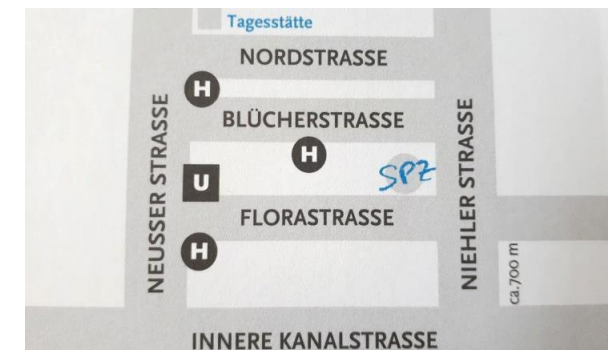 Tagesstätte
NORDSTRASSE
H
BLÜCHERSTRASSE
H
SPZ
U
FLORASTRASSE
H
NEUSSER STRASSE
NIEHLER STRASSE
ca.700 m
INNERE KANALSTRASSE